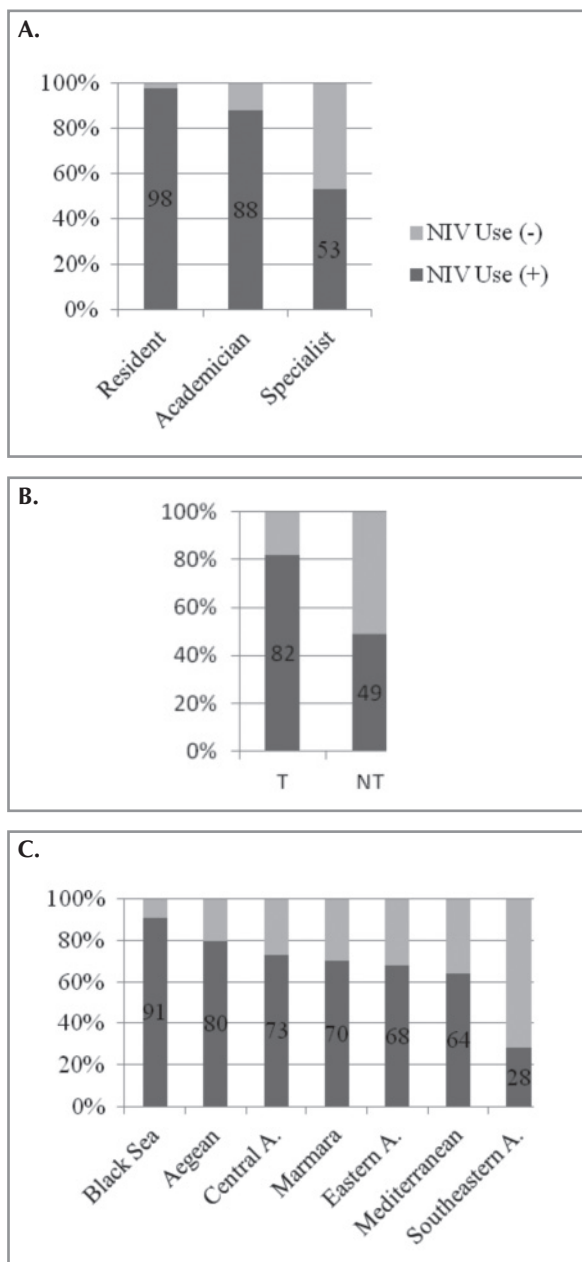 A.
100%
80%
60%
40%
20%
0%
98
88
53
Resident
Academician
Specialist
NIV Use (-)
NIV Use (+)
B.
100%
80%
60%
40%
20%
0%
82
49
T
NT
C.
100%
80%
60%
40%
20%
0%
91
80
73
70
68
64
28
Black Sea
Aegean
Central A.
Marmara
Eastern A.
Mediterranean
Southeastern A.